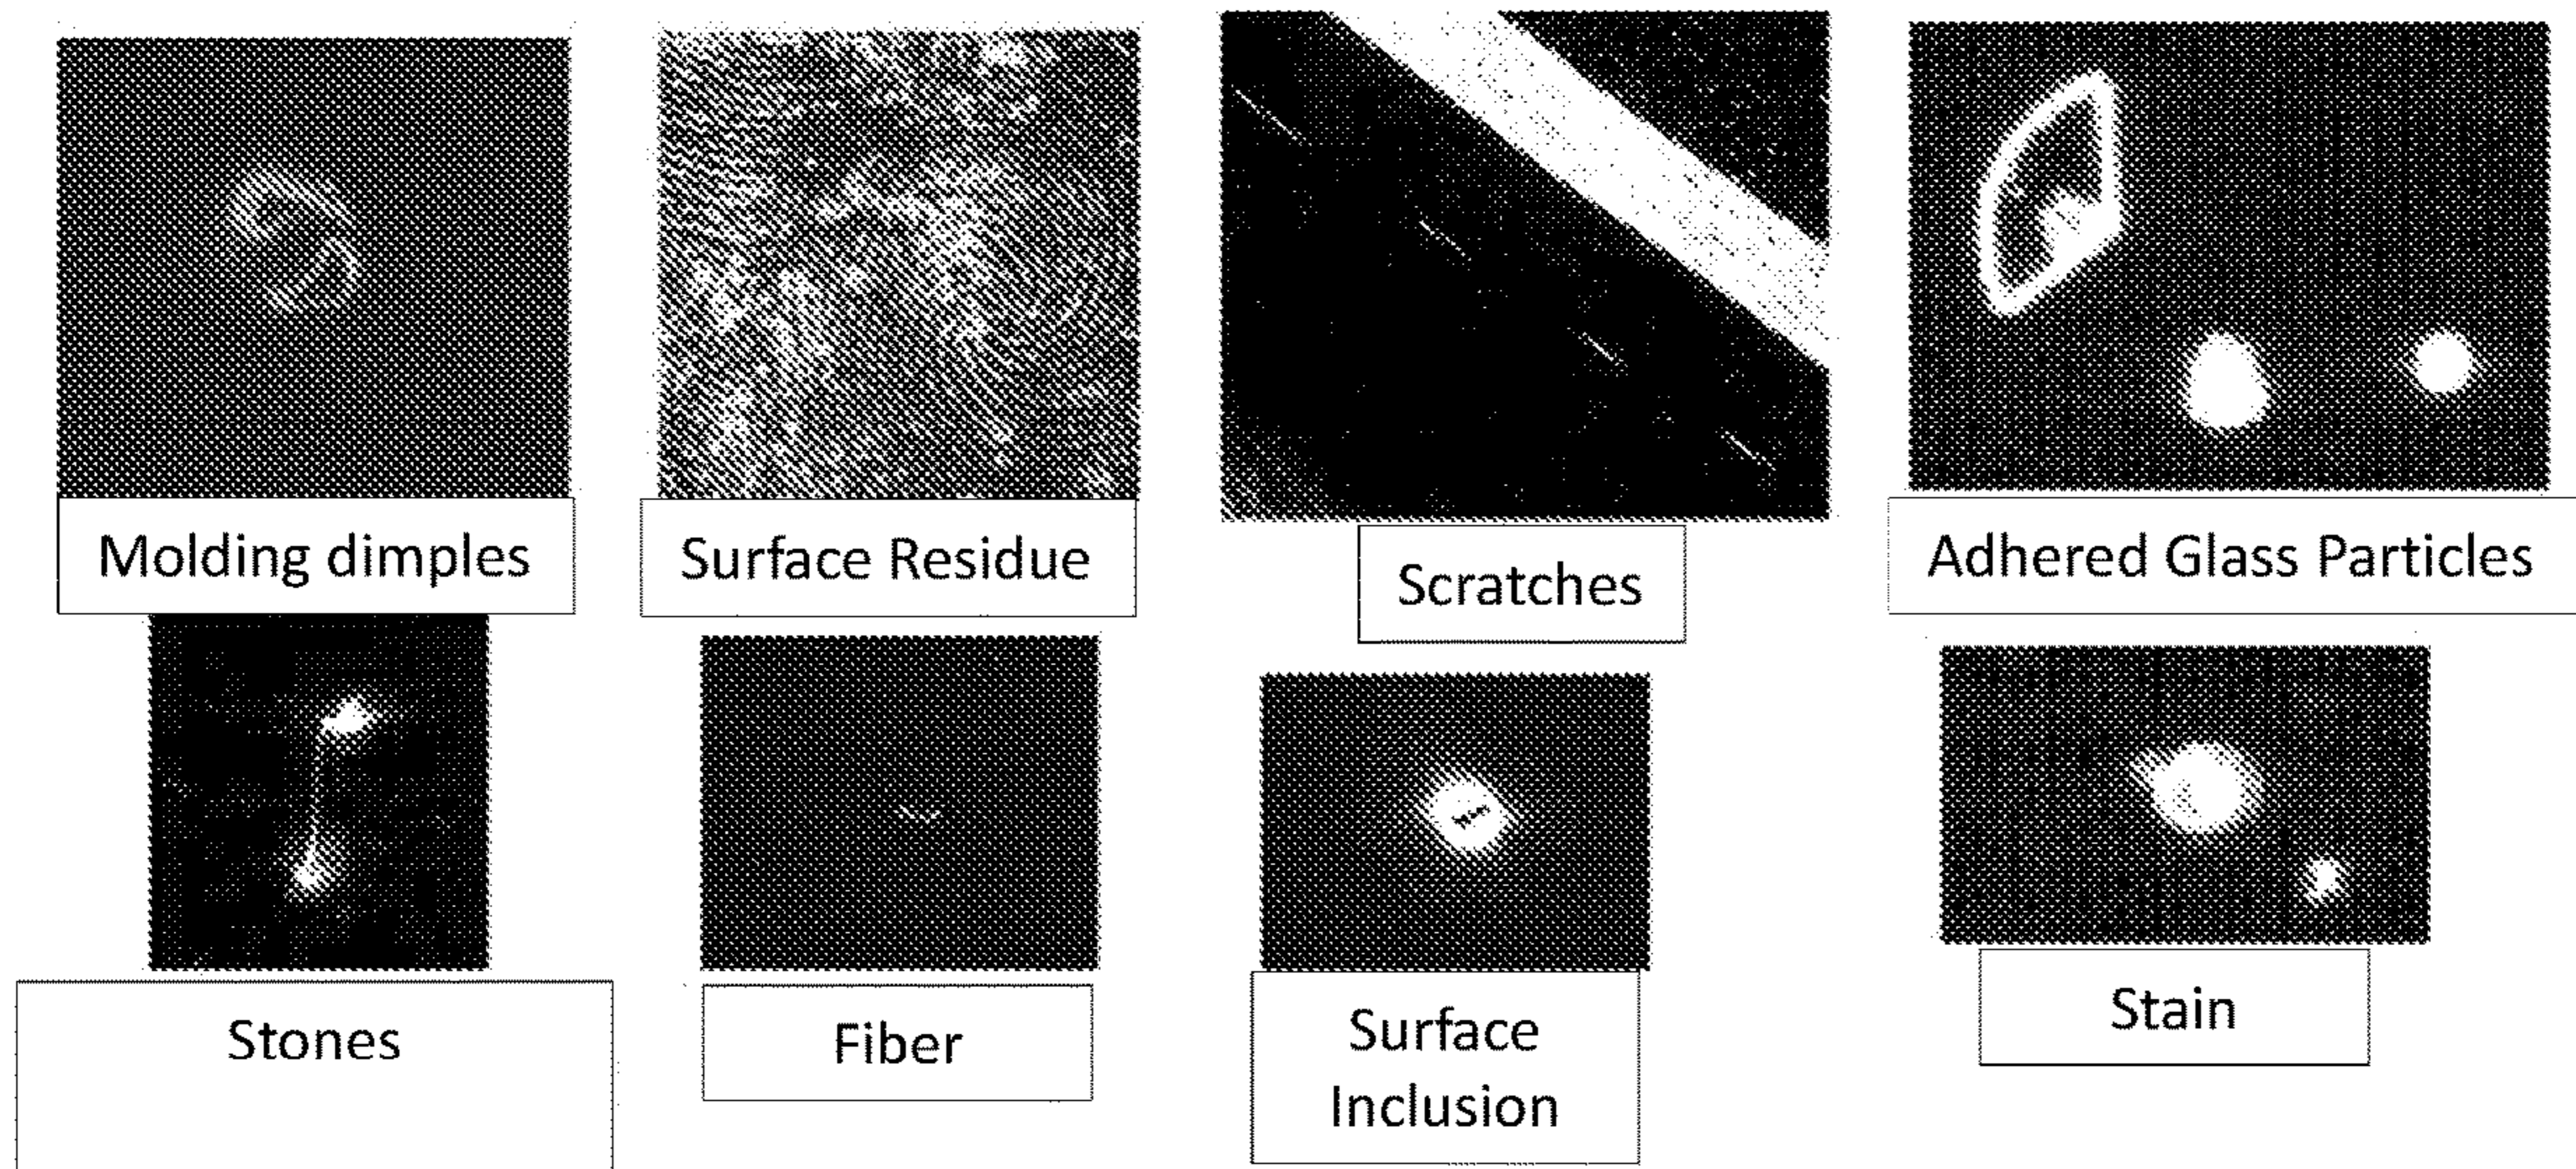 Molding dimples
Surface Residue
Scratches
Adhered Glass Particles
Stones
Fiber
Surface
Inclusion
Stain